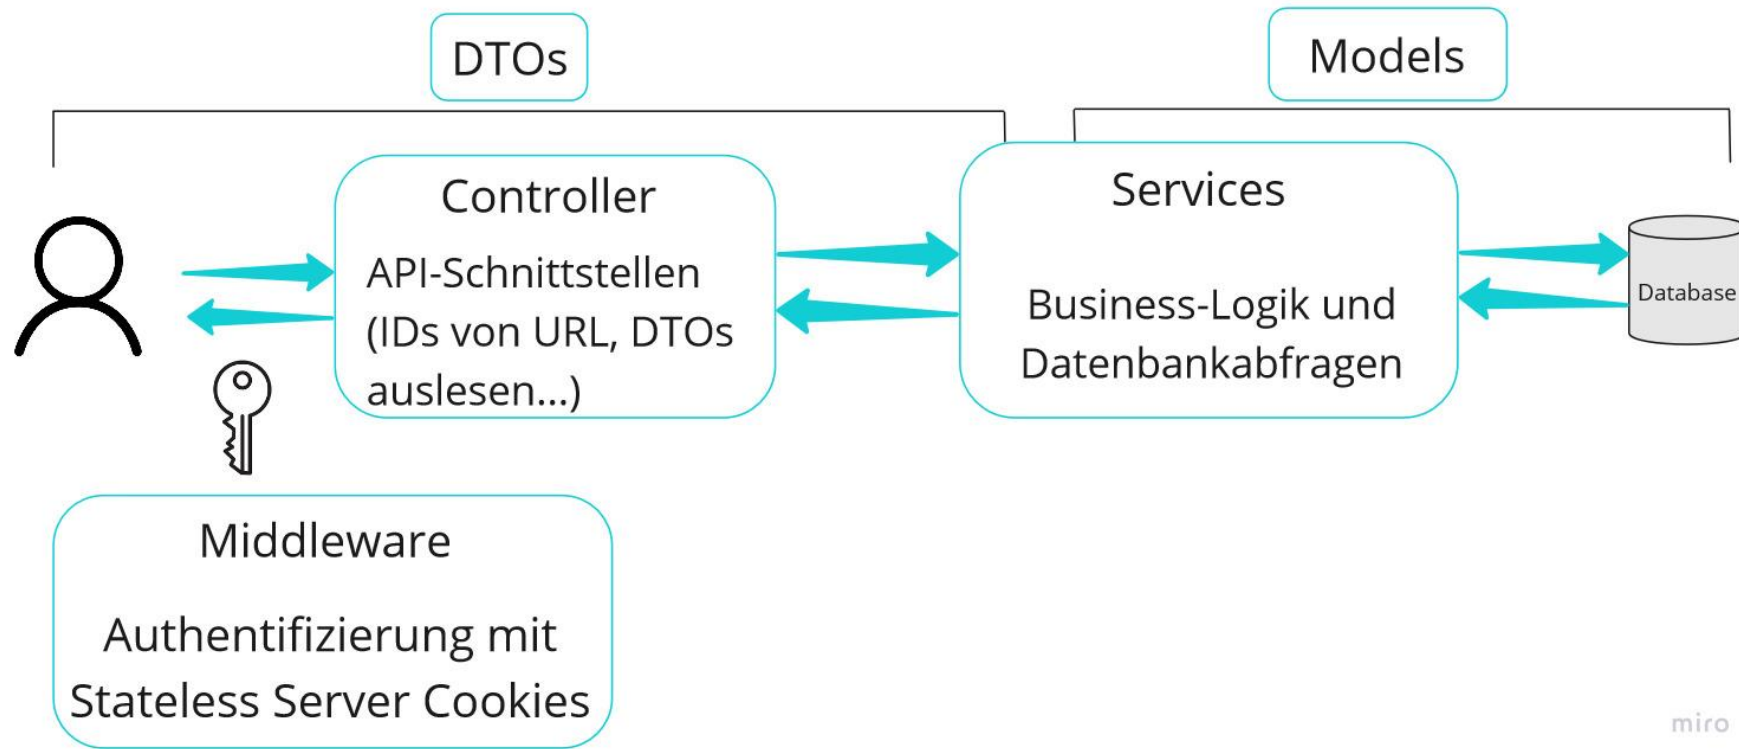 DTOs
Models
Controller
API-Schnittstellen
(IDs von URL, DTOs
auslesen...)
Services
Business-Logik und
Datenbankabfragen
Database
Middleware
Authentifizierung mit
Stateless Server Cookies
miro